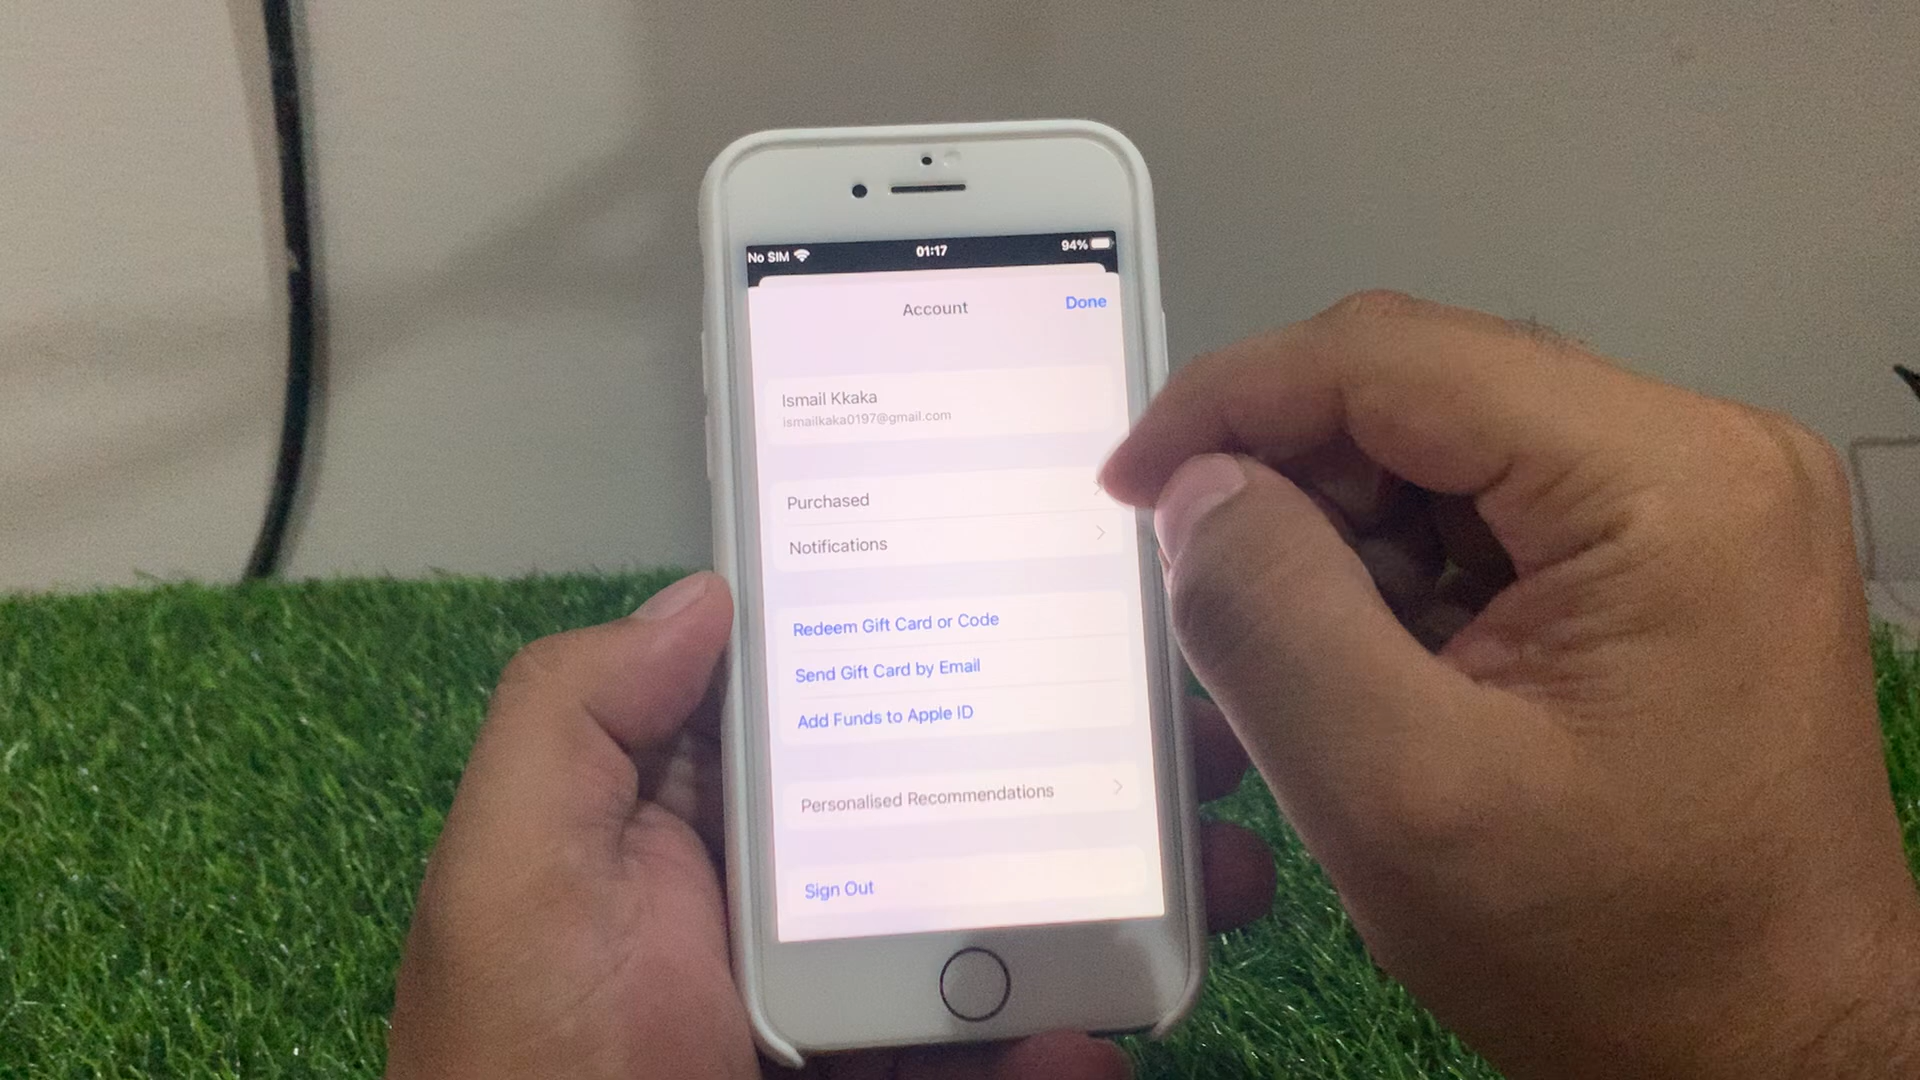 No SIM 01:17 94%
Account Done
Ismail Kkaka
ismailkaka0197@gmail.com
Purchased
Notifications
Redeem Gift Card or Code
Send Gift Card by Email
Add Funds to Apple ID
Personalised Recommendations
Sign Out